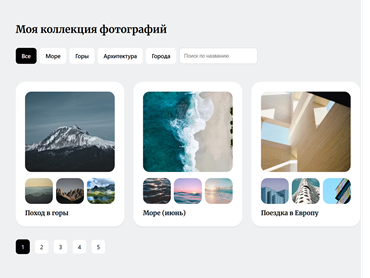 Моя коллекция фотографий
Все Море Горы Архитектура Города Поиск по названию
Поход в горы Море (июнь) Поездка в Европу
1 2 3 4 5